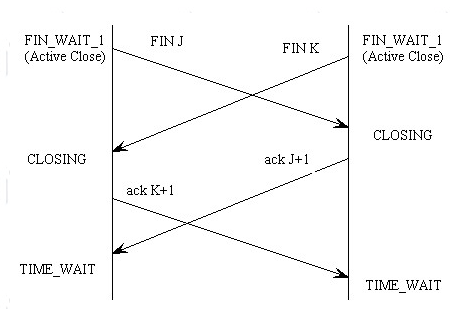 FIN_WAIT_1
(Active Close)
FIN J
FIN K
FIN_WAIT_1
(Active Close)
CLOSING
CLOSING
ack J+1
ack K+1
TIME_WAIT
TIME_WAIT